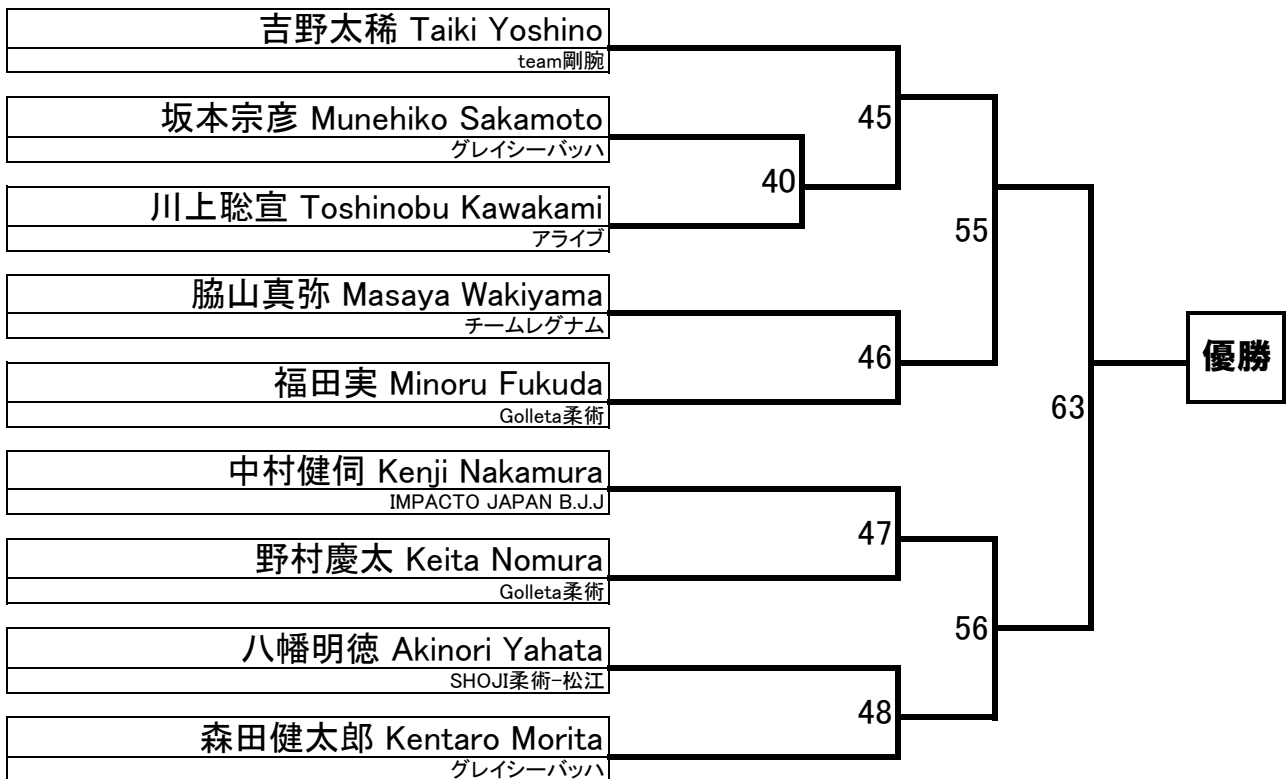 吉野太稀 Taiki Yoshino
team剛腕
坂本宗彦 Munehiko Sakamoto
グレイシーバッハ
川上聡宣 Toshinobu Kawakami
アライブ
脇山真弥 Masaya Wakiyama
チームレグナム
福田実 Minoru Fukuda
Golleta柔術
中村健伺 Kenji Nakamura
IMPACTO JAPAN B.J.J
野村慶太 Keita Nomura
Golleta柔術
八幡明徳 Akinori Yahata
SHOJI柔術-松江
森田健太郎 Kentaro Morita
グレイシーバッハ
40
45
46
47
48
55
56
63
優勝